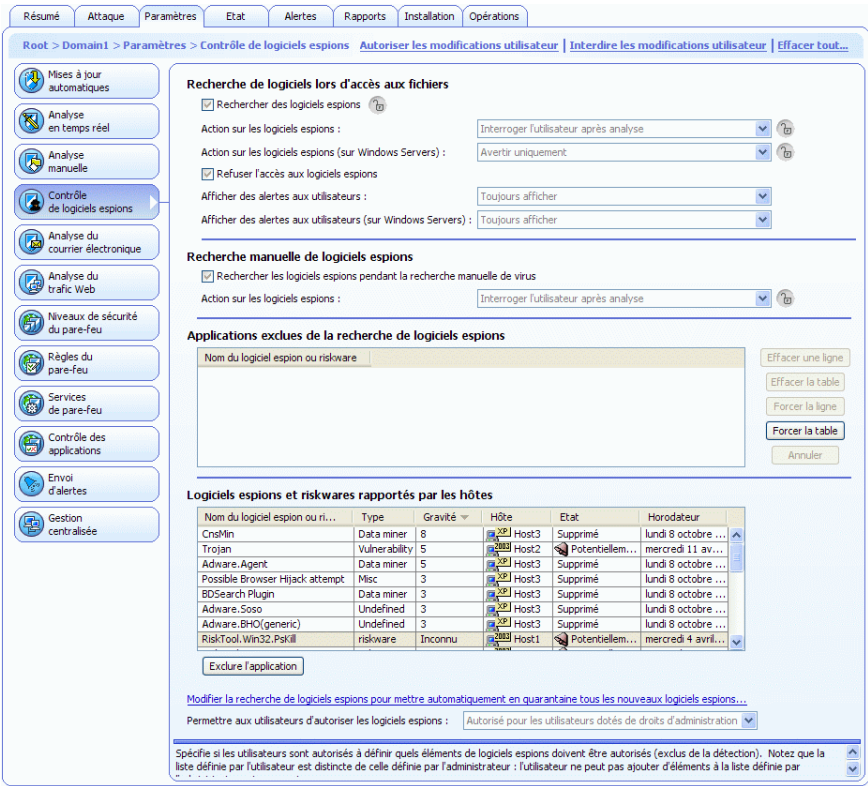 Résumé Attaque Paramètres Etat Alertes Rapports Installation Opérations
Root > Domain1 > Paramètres > Contrôle de logiciels espions Autoriser les modifications utilisateur | Interdire les modifications utilisateur | Effacer tout...
Mises à jour
automatiques
Analyse
en temps réel
Analyse
manuelle
Contrôle
de logiciels espions
Analyse du
courrier électronique
Analyse du
trafic Web
Niveaux de sécurité
du pare-feu
Règles du
pare-feu
Services
de pare-feu
Contrôle des
applications
Envoi
d'alertes
Gestion
centralisée
Recherche de logiciels lors d'accès aux fichiers
Rechercher des logiciels espions
Action sur les logiciels espions : Interroger l'utilisateur après analyse
Action sur les logiciels espions (sur Windows Servers) : Avertir uniquement
Refuser l'accès aux logiciels espions
Afficher des alertes aux utilisateurs : Toujours afficher
Afficher des alertes aux utilisateurs (sur Windows Servers) : Toujours afficher
Recherche manuelle de logiciels espions
Rechercher les logiciels espions pendant la recherche manuelle de virus
Action sur les logiciels espions : Interroger l'utilisateur après analyse
Applications exclues de la recherche de logiciels espions
Nom du logiciel espion ou riskware
Effacer une ligne
Effacer la table
Forcer la ligne
Forcer la table
Annuler
Logiciels espions et riskwares rapportés par les hôtes
Nom du logiciel espion ou ri... Type Gravité Hôte Etat Horodateur
CnsMin Data miner 8 XP Host3 Supprimé lundi 8 octobre ...
Trojan Vulnerability 5 2003 Host2 Potentiellem... mercredi 11 av...
Adware.Agent Data miner 5 XP Host3 Supprimé lundi 8 octobre ...
Possible Browser Hijack attempt Misc 3 XP Host3 Supprimé lundi 8 octobre ...
BDSearch Plugin Data miner 3 XP Host3 Supprimé lundi 8 octobre ...
Adware.Soso Undefined 3 XP Host3 Supprimé lundi 8 octobre ...
Adware.BHO(generic) Undefined 3 XP Host3 Supprimé lundi 8 octobre ...
RiskTool.Win32.PsKill riskware Inconnu 2003 Host1 Potentiellem... mercredi 4 avril...
Exclure l'application
Modifier la recherche de logiciels espions pour mettre automatiquement en quarantaine tous les nouveaux logiciels espions...
Permettre aux utilisateurs d'autoriser les logiciels espions : Autorisé pour les utilisateurs dotés de droits d'administration
Spécifie si les utilisateurs sont autorisés à définir quels éléments de logiciels espions doivent être autorisés (exclus de la détection). Notez que la
liste définie par l'utilisateur est distincte de celle définie par l'administrateur : l'utilisateur ne peut pas ajouter d'éléments à la liste définie par